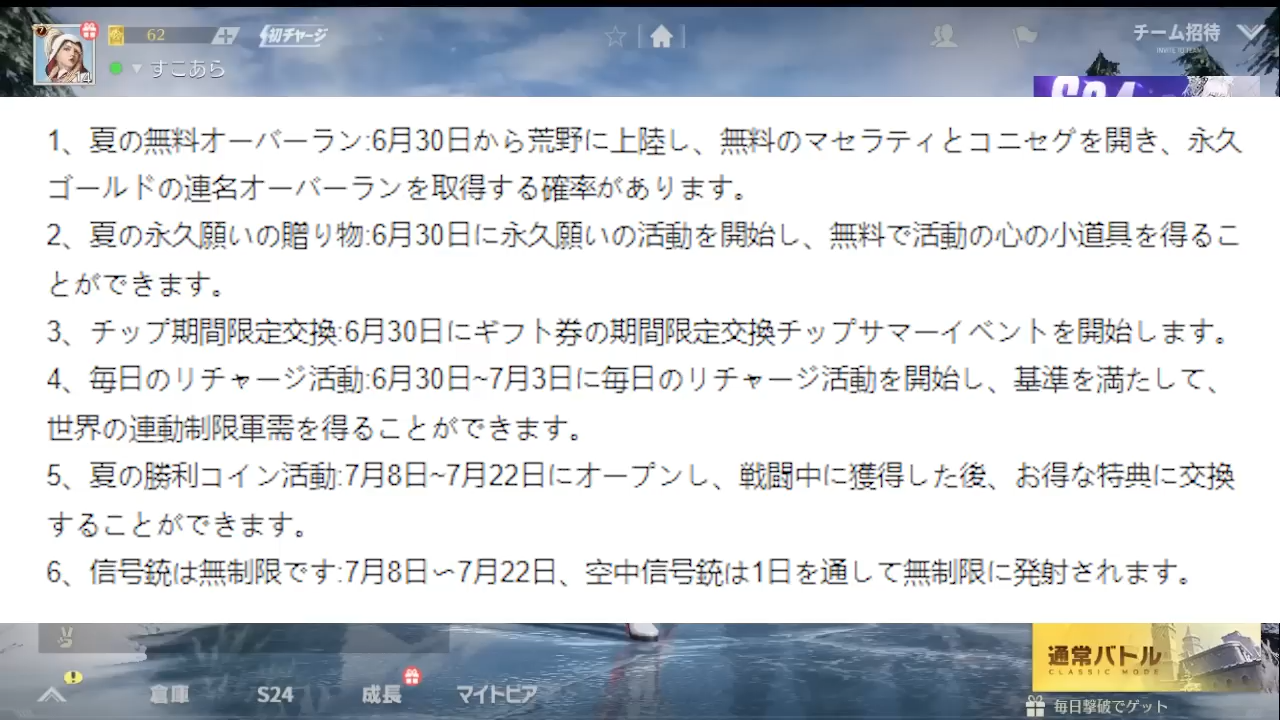 7
14
62
初チャージ
すこあら
チーム招待
INVITE TO TEAM
S24
1、夏の無料オーバーラン:6月30日から荒野に上陸し、無料のマセラティとコニセグを開き、永久
ゴールドの連名オーバーランを取得する確率があります。
2、夏の永久願いの贈り物:6月30日に永久願いの活動を開始し、無料で活動の心の小道具を得るこ
とができます。
3、チップ期間限定交換:6月30日にギフト券の期間限定交換チップサマーイベントを開始します。
4、毎日のリチャージ活動:6月30日~7月3日に毎日のリチャージ活動を開始し、基準を満たして、
世界の連動制限軍需を得ることができます。
5、夏の勝利コイン活動:7月8日~7月22日にオープンし、戦闘中に獲得した後、お得な特典に交換
することができます。
6、信号銃は無制限です:7月8日〜7月22日、空中信号銃は1日を通して無制限に発射されます。
通常バトル
CLASSIC MODE
倉庫
S24
成長
マイトピア
毎日撃破でゲット